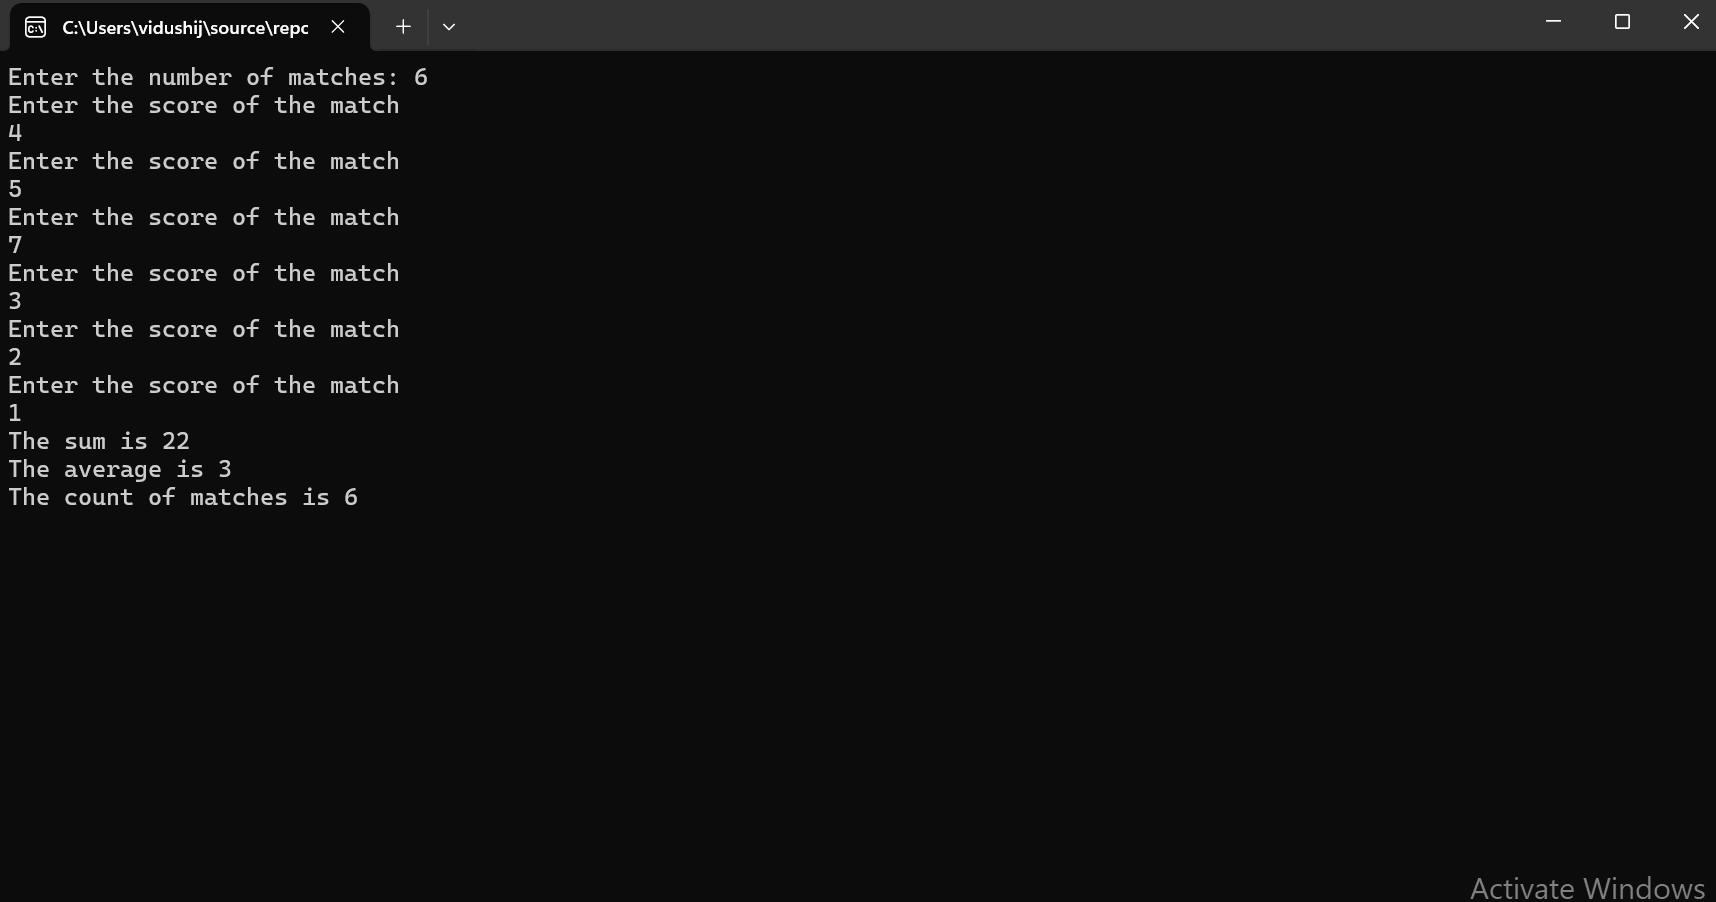 C:\Users\vidushij\source\repc
Enter the number of matches: 6
Enter the score of the match
4
Enter the score of the match
5
Enter the score of the match
7
Enter the score of the match
3
Enter the score of the match
2
Enter the score of the match
1
The sum is 22
The average is 3
The count of matches is 6
Activate Windows